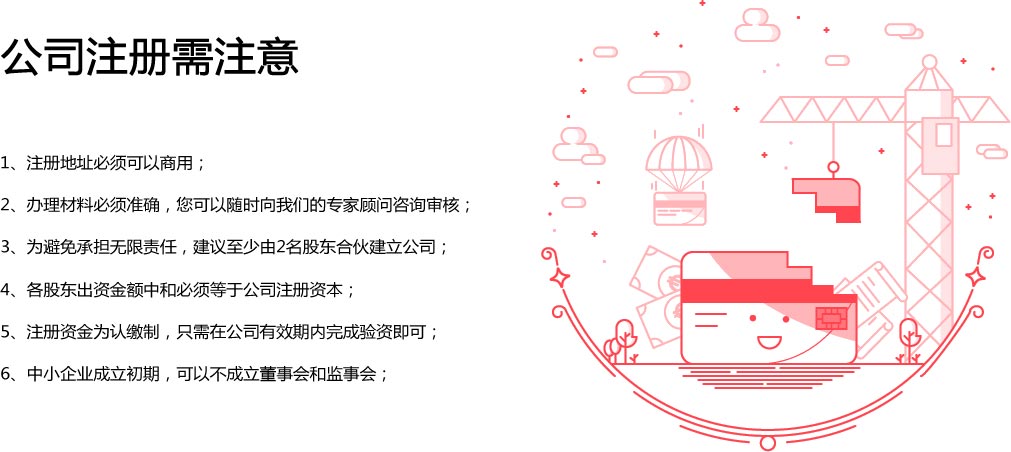 公司注册需注意
1、注册地址必须可以商用；
2、办理材料必须准确，您可以随时向我们的专家顾问咨询审核；
3、为避免承担无限责任，建议至少由2名股东合伙建立公司；
4、各股东出资金额中和必须等于公司注册资本；
5、注册资金为认缴制，只需在公司有效期内完成验资即可；
6、中小企业成立初期，可以不成立董事会和监事会；